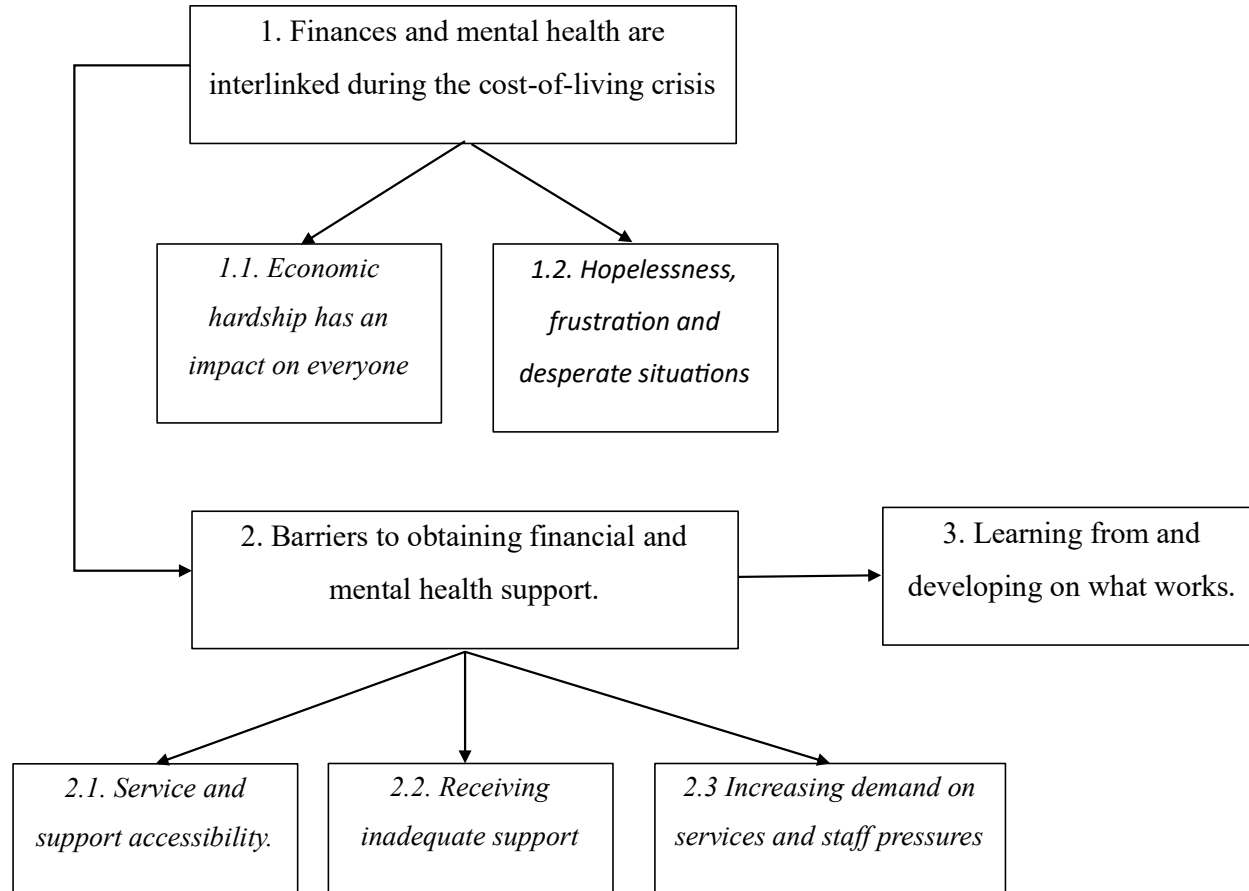 1. Finances and mental health are
interlinked during the cost-of-living crisis
1.1. Economic
hardship has an
impact on everyone
1.2. Hopelessness,
frustration and
desperate situations
2. Barriers to obtaining financial and
mental health support.
3. Learning from and
developing on what works.
2.1. Service and
support accessibility.
2.2. Receiving
inadequate support
2.3 Increasing demand on
services and staff pressures